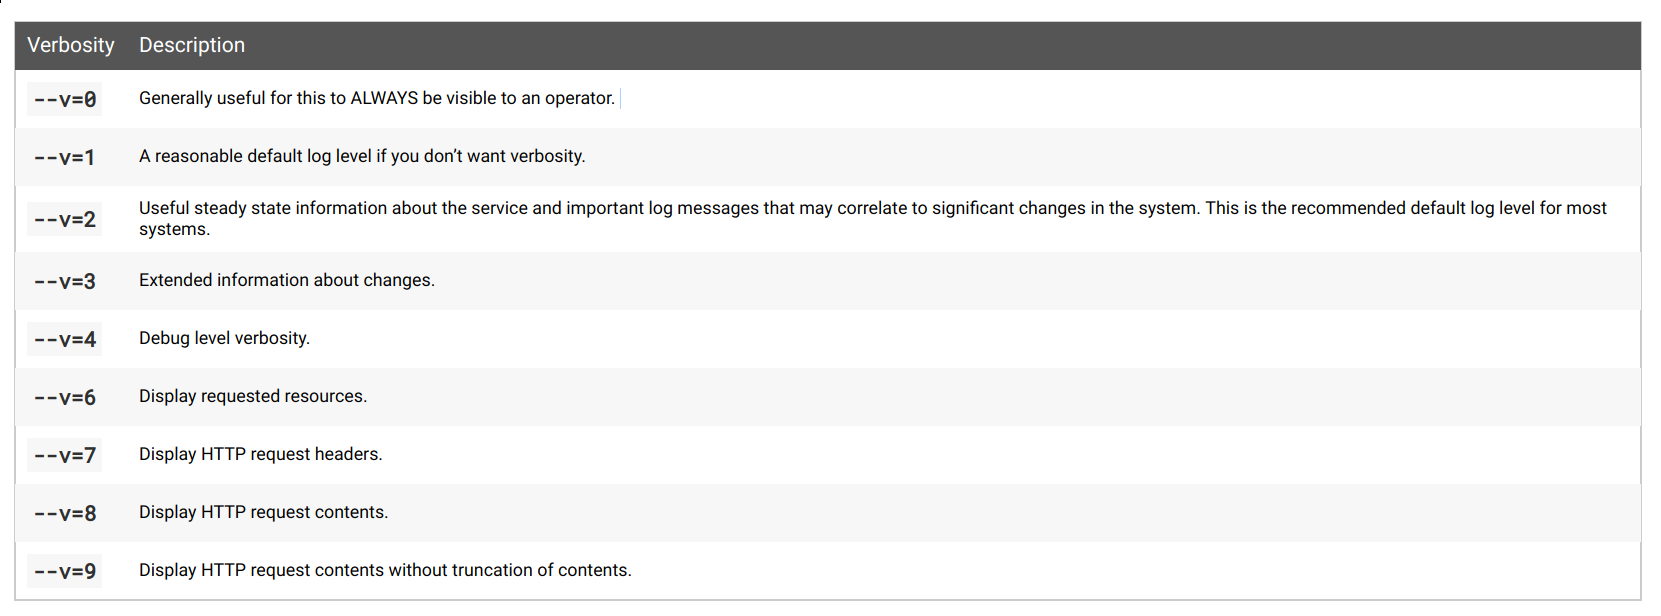 Verbosity Description
--v=0 Generally useful for this to ALWAYS be visible to an operator.
--v=1 A reasonable default log level if you don’t want verbosity.
--v=2 Useful steady state information about the service and important log messages that may correlate to significant changes in the system. This is the recommended default log level for most
systems.
--v=3 Extended information about changes.
--v=4 Debug level verbosity.
--v=6 Display requested resources.
--v=7 Display HTTP request headers.
--v=8 Display HTTP request contents.
--v=9 Display HTTP request contents without truncation of contents.